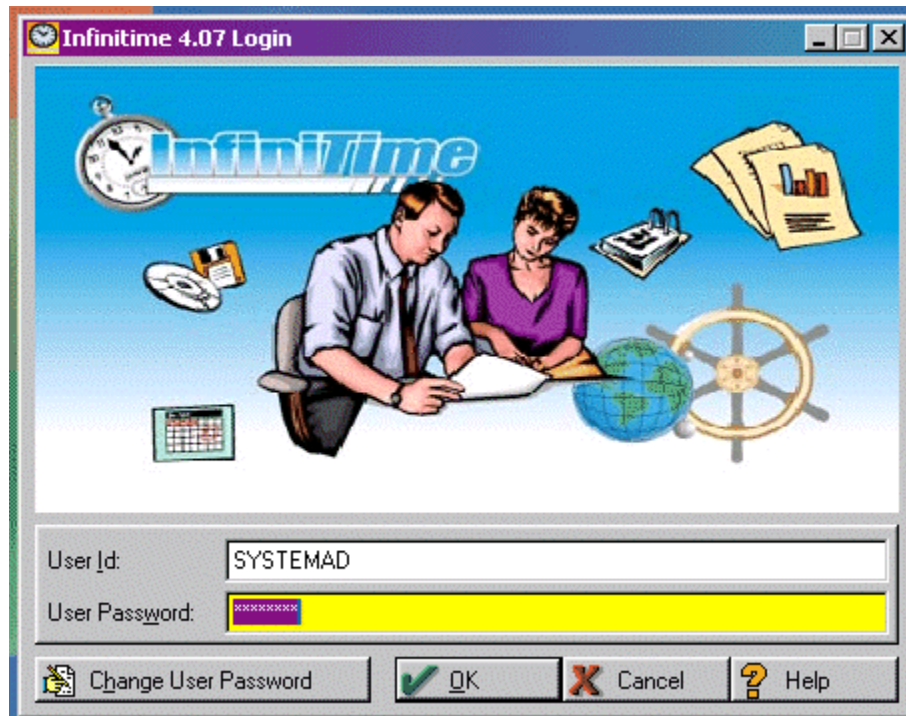 Infinitime 4.07 Login
InfiniTime
User Id:
SYSTEMAD
User Password:
********
Change User Password
OK
Cancel
Help